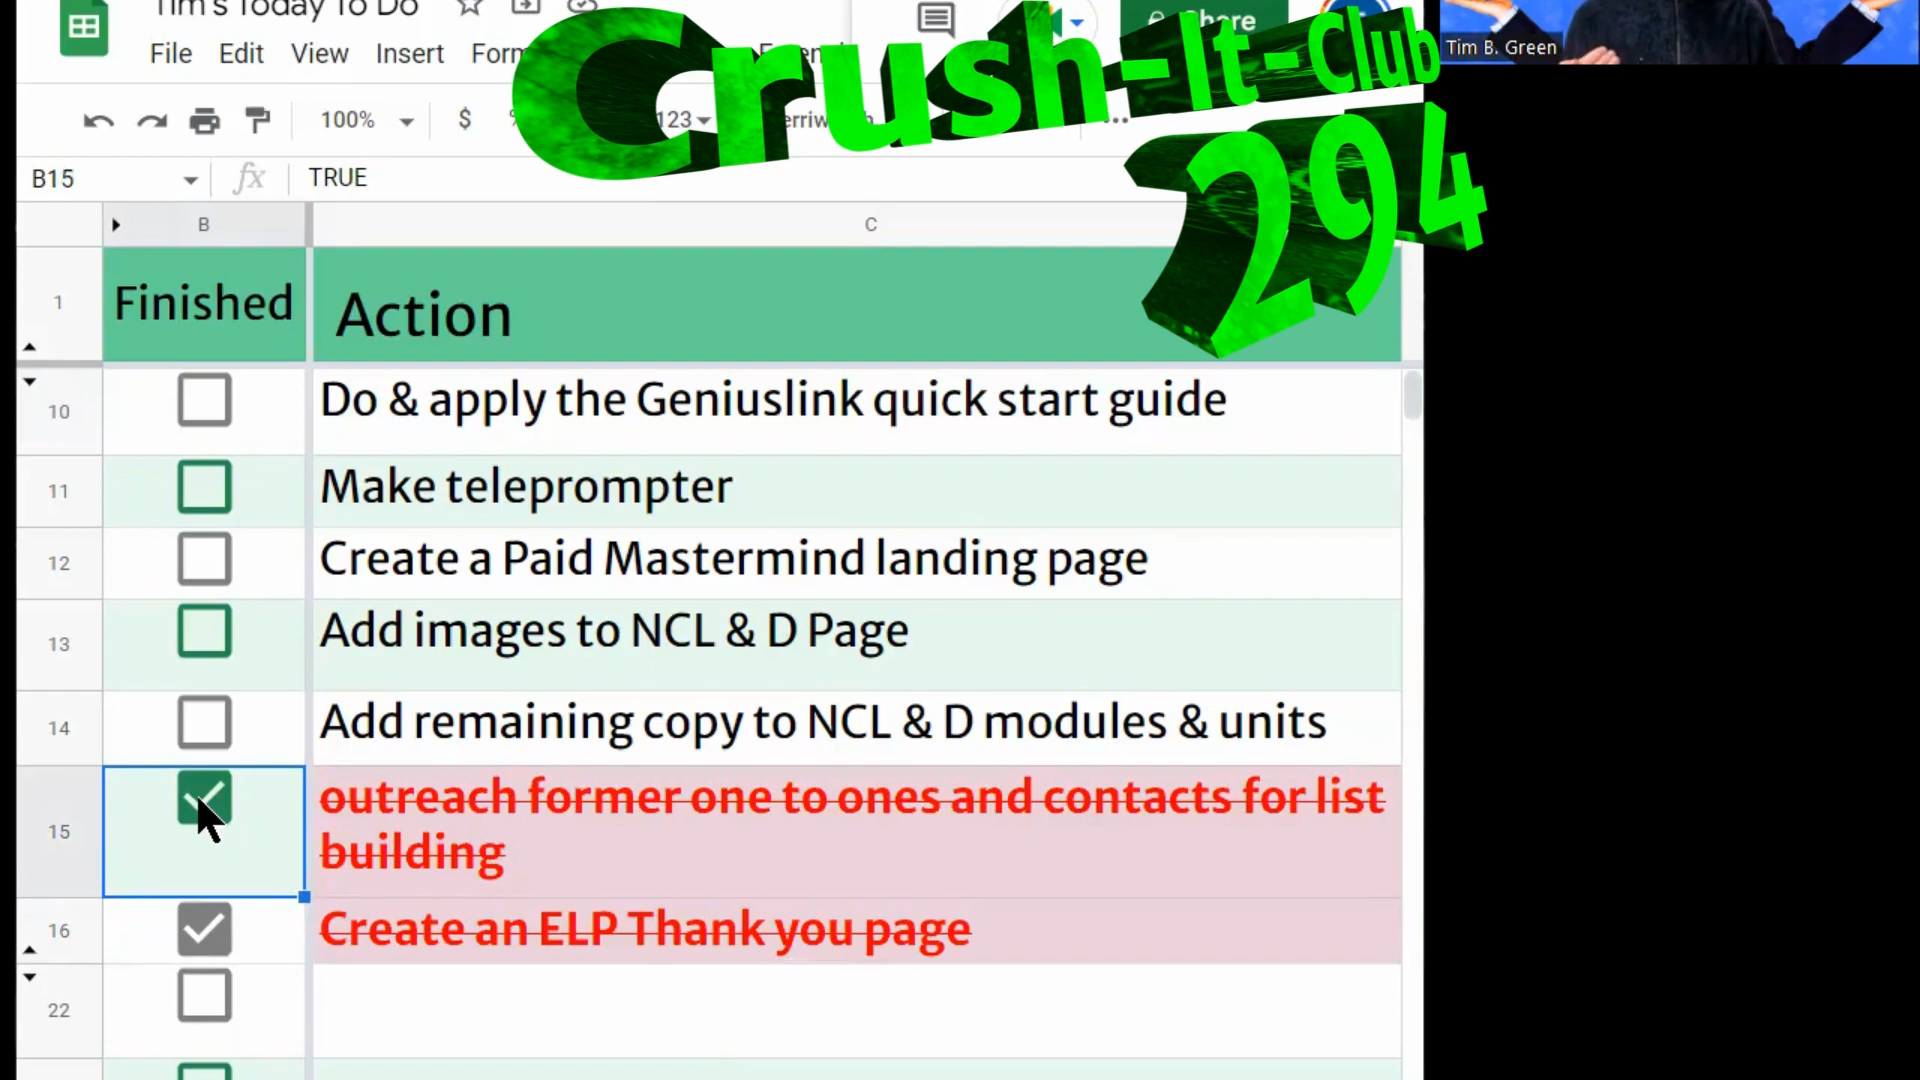 Tim's Today To Do
Share
Tim B. Green
File Edit View Insert
Crush-It-Club
294
100% $ 123
B15 fx TRUE
B C
1 Finished Action
10 Do & apply the Geniuslink quick start guide
11 Make teleprompter
12 Create a Paid Mastermind landing page
13 Add images to NCL & D Page
14 Add remaining copy to NCL & D modules & units
15 outreach former one to ones and contacts for list
building
16 Create an ELP Thank you page
22